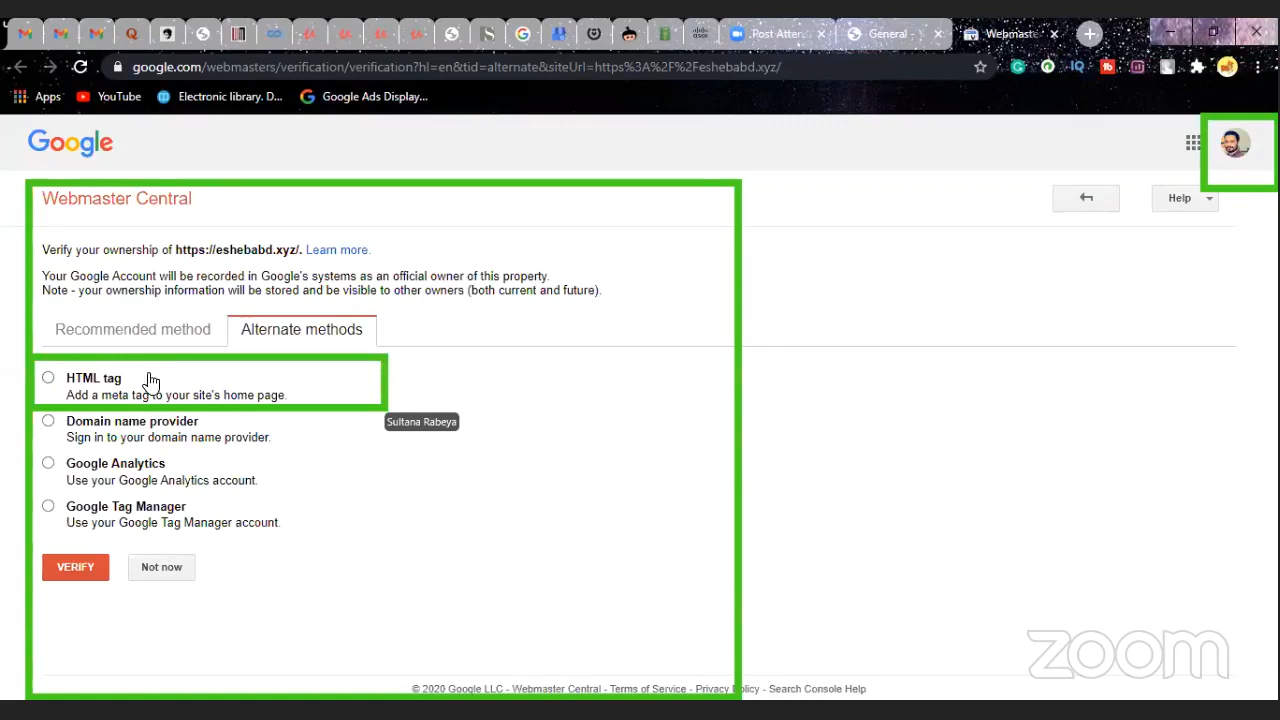 Post Atten
General -
Webmaste
google.com/webmasters/verification/verification?hl=en&tid=alternate&siteUrl=https%3A%2F%2Feshebabd.xyz/
Apps
YouTube
Electronic library. D...
Google Ads Display...
Google
Webmaster Central
Help
Verify your ownership of https://eshebabd.xyz/. Learn more.
Your Google Account will be recorded in Google's systems as an official owner of this property.
Note - your ownership information will be stored and be visible to other owners (both current and future).
Recommended method
Alternate methods
HTML tag
Add a meta tag to your site's home page.
Sultana Rabeya
Domain name provider
Sign in to your domain name provider.
Google Analytics
Use your Google Analytics account.
Google Tag Manager
Use your Google Tag Manager account.
VERIFY
Not now
zoom
© 2020 Google LLC - Webmaster Central - Terms of Service - Privacy Policy - Search Console Help